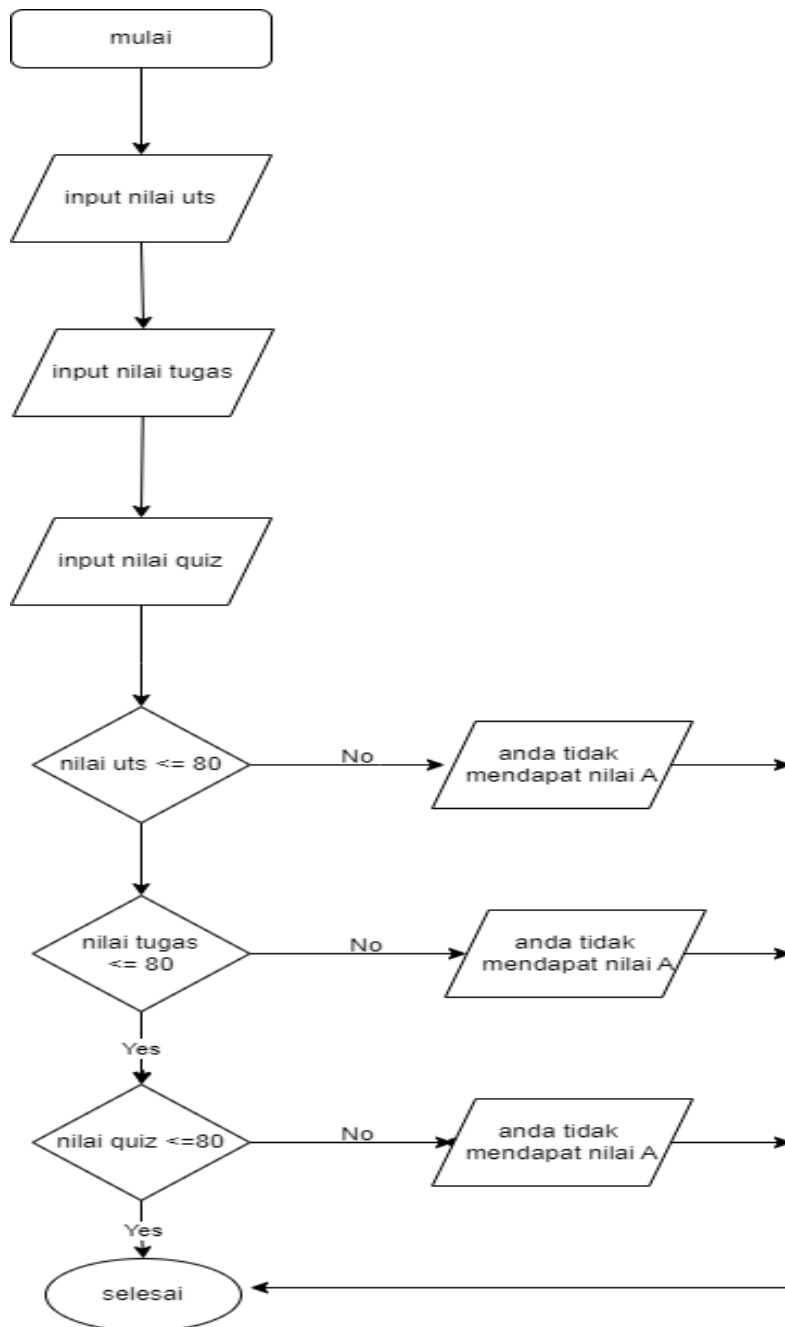 mulai
input nilai uts
input nilai tugas
input nilai quiz
nilai uts <= 80
No
anda tidak
mendapat nilai A
nilai tugas
<= 80
No
anda tidak
mendapat nilai A
Yes
nilai quiz <=80
No
anda tidak
mendapat nilai A
Yes
selesai